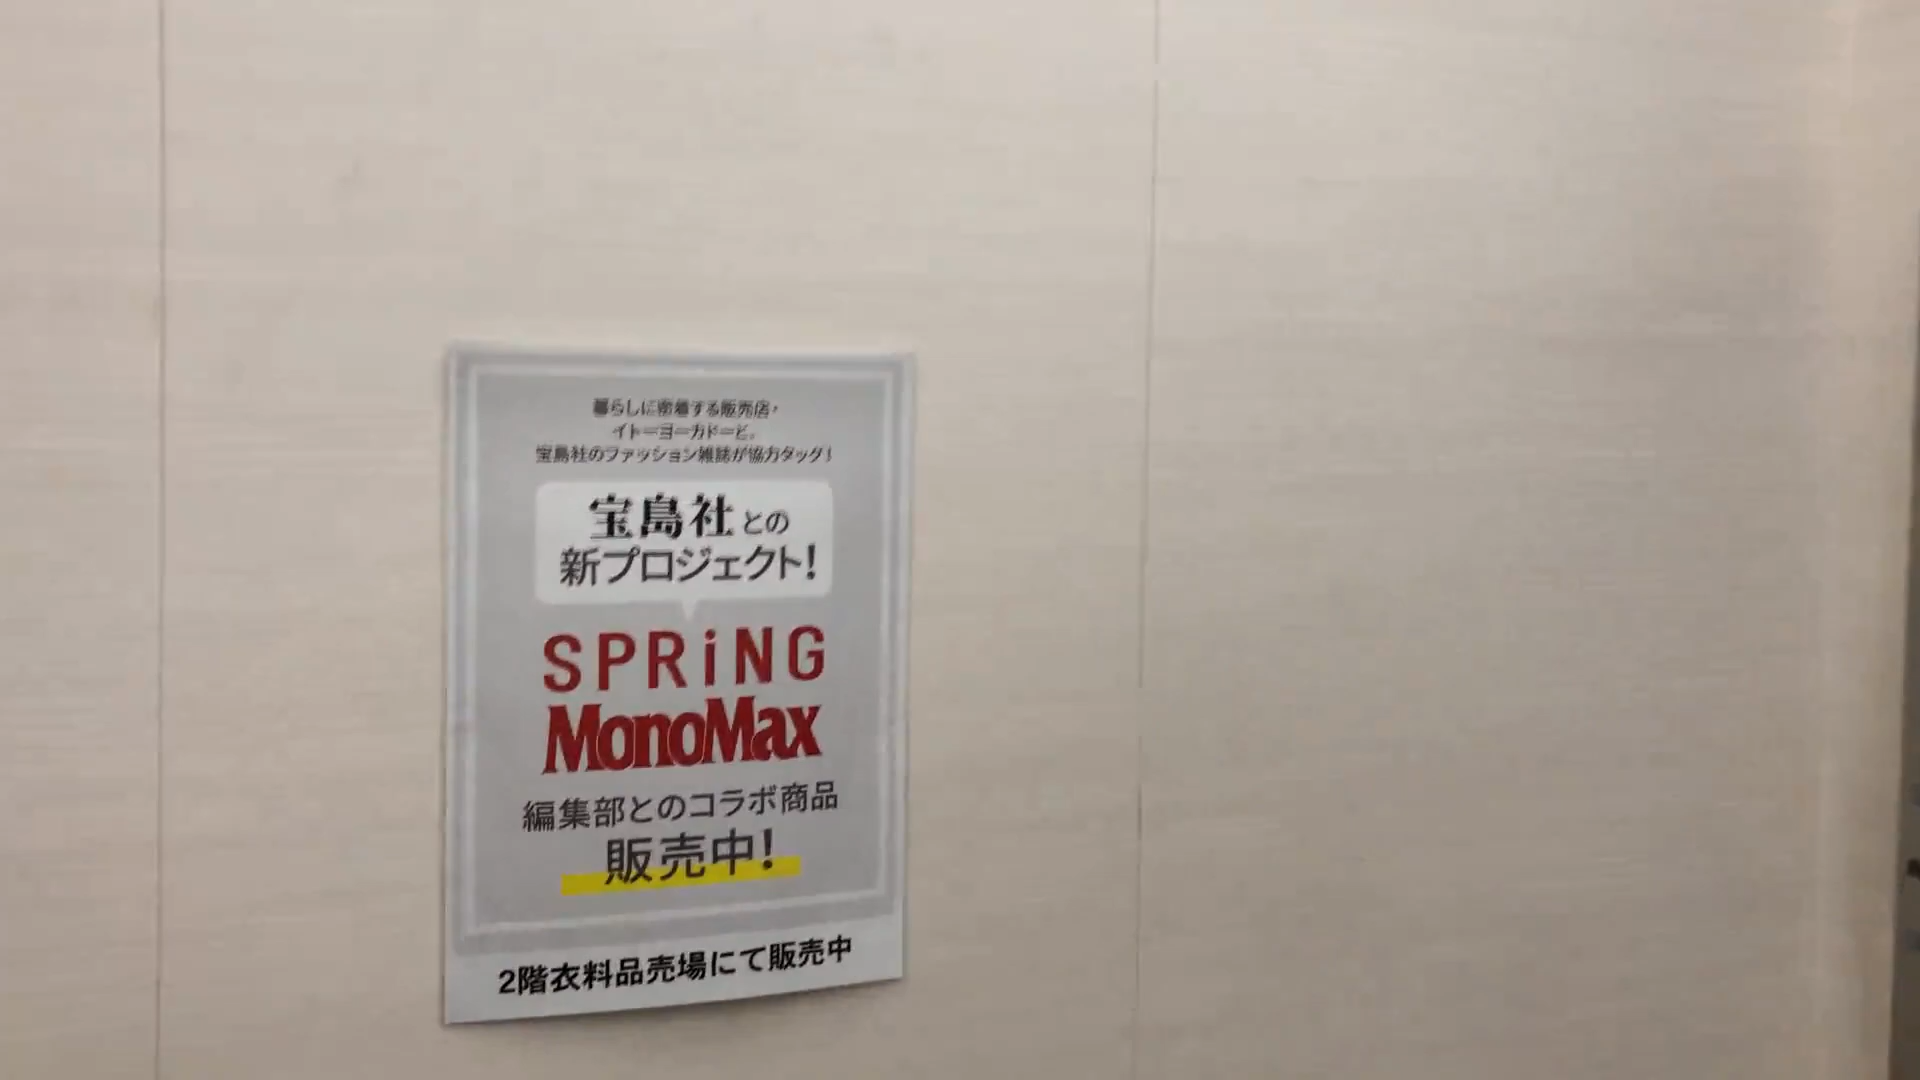 暮らしに密着する販売店・
イトーヨーカドーと、
宝島社のファッション雑誌が協力タッグ！
宝島社との
新プロジェクト！
SPRiNG
MonoMax
編集部とのコラボ商品
販売中！
2階衣料品売場にて販売中